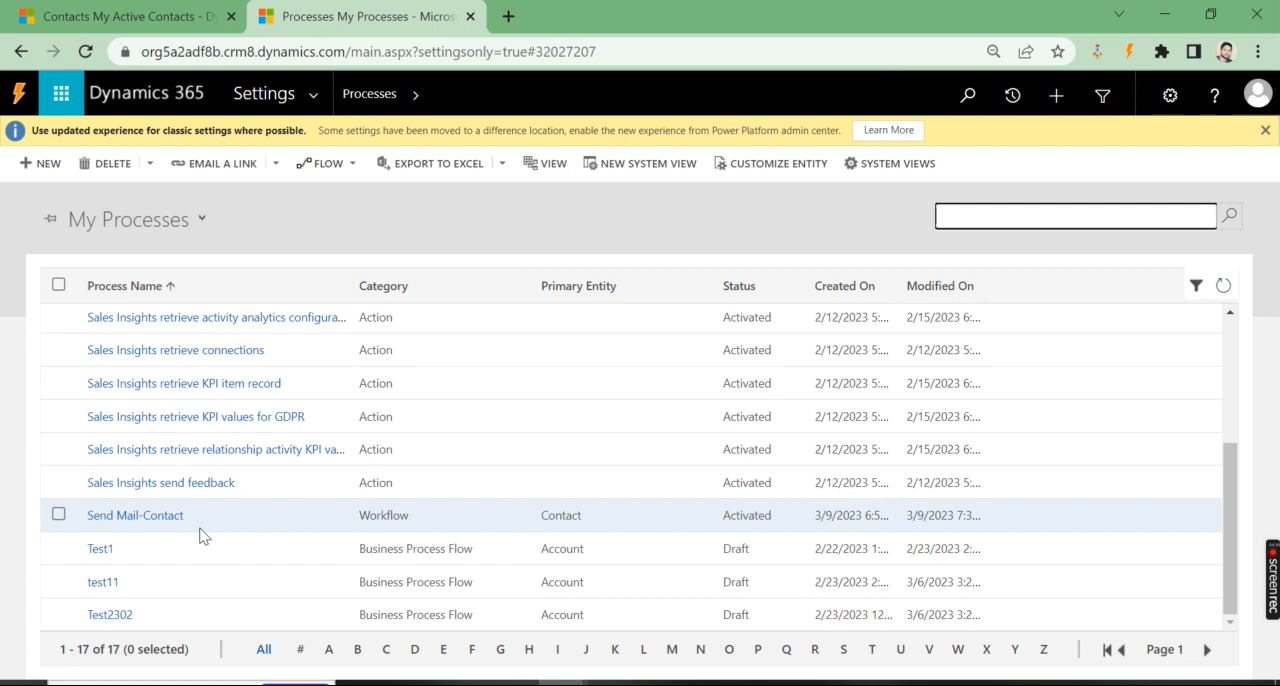 Contacts My Active Contacts - D
Processes My Processes - Micros
org5a2adf8b.crm8.dynamics.com/main.aspx?settingsonly=true#32027207
Dynamics 365 Settings Processes
Use updated experience for classic settings where possible. Some settings have been moved to a difference location, enable the new experience from Power Platform admin center. Learn More
NEW DELETE EMAIL A LINK FLOW EXPORT TO EXCEL VIEW NEW SYSTEM VIEW CUSTOMIZE ENTITY SYSTEM VIEWS
My Processes
Process Name Category Primary Entity Status Created On Modified On
Sales Insights retrieve activity analytics configura... Action Activated 2/12/2023 5:... 2/15/2023 6:...
Sales Insights retrieve connections Action Activated 2/12/2023 5:... 2/12/2023 5:...
Sales Insights retrieve KPI item record Action Activated 2/12/2023 5:... 2/15/2023 6:...
Sales Insights retrieve KPI values for GDPR Action Activated 2/12/2023 5:... 2/15/2023 6:...
Sales Insights retrieve relationship activity KPI va... Action Activated 2/12/2023 5:... 2/15/2023 6:...
Sales Insights send feedback Action Activated 2/12/2023 5:... 2/12/2023 5:...
Send Mail-Contact Workflow Contact Activated 3/9/2023 6:5... 3/9/2023 7:3...
Test1 Business Process Flow Account Draft 2/22/2023 1:... 2/23/2023 2:...
test11 Business Process Flow Account Draft 2/23/2023 2:... 3/6/2023 3:2...
Test2302 Business Process Flow Account Draft 2/23/2023 12... 3/6/2023 3:2...
1 - 17 of 17 (0 selected) All # A B C D E F G H I J K L M N O P Q R S T U V W X Y Z Page 1
screenrec